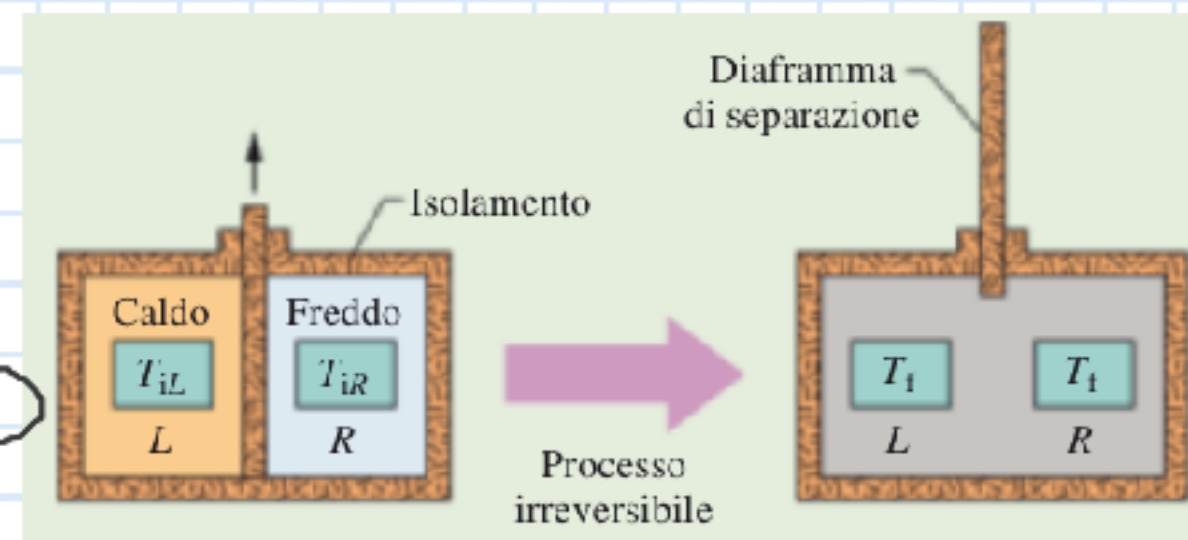 Diaframma
di separazione
Isolamento
Caldo
Freddo
TiL
TiR
L
R
Processo
irreversibile
Tf
Tf
L
R